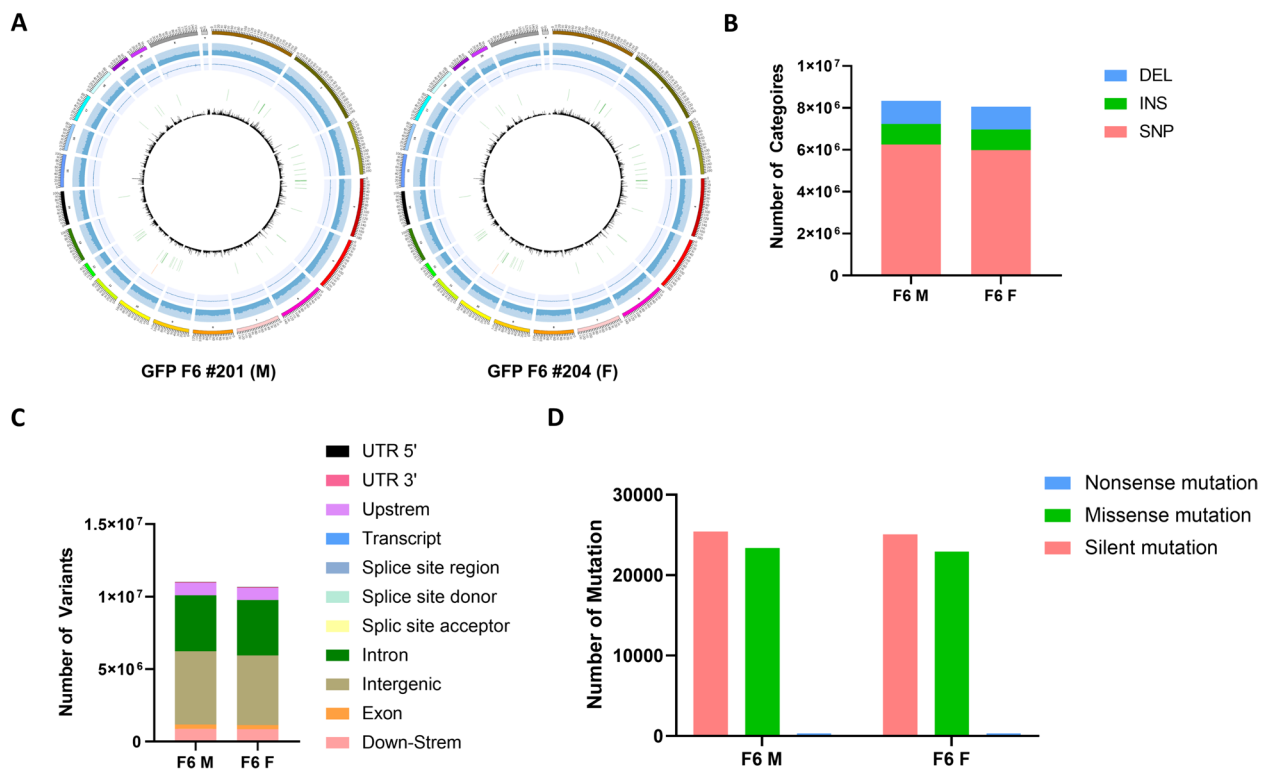 A
GFP F6 #201 (M)
GFP F6 #204 (F)
B
Number of Categoires
1×10⁷
8×10⁶
6×10⁶
4×10⁶
2×10⁶
0
F6 M
F6 F
DEL
INS
SNP
C
Number of Variants
1.5×10⁷
1×10⁷
5×10⁶
0
F6 M
F6 F
UTR 5'
UTR 3'
Upstrem
Transcript
Splice site region
Splice site donor
Splic site acceptor
Intron
Intergenic
Exon
Down-Strem
D
Number of Mutation
30000
20000
10000
0
F6 M
F6 F
Nonsense mutation
Missense mutation
Silent mutation